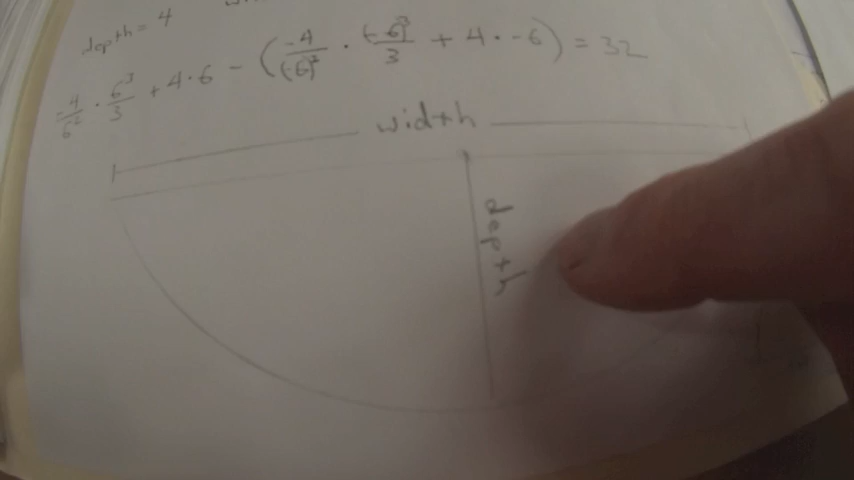 depth = 4
-4/6² · 6³/3 + 4·6 - (-4/(-6)² · (-6)³/3 + 4·-6) = 32
width
depth